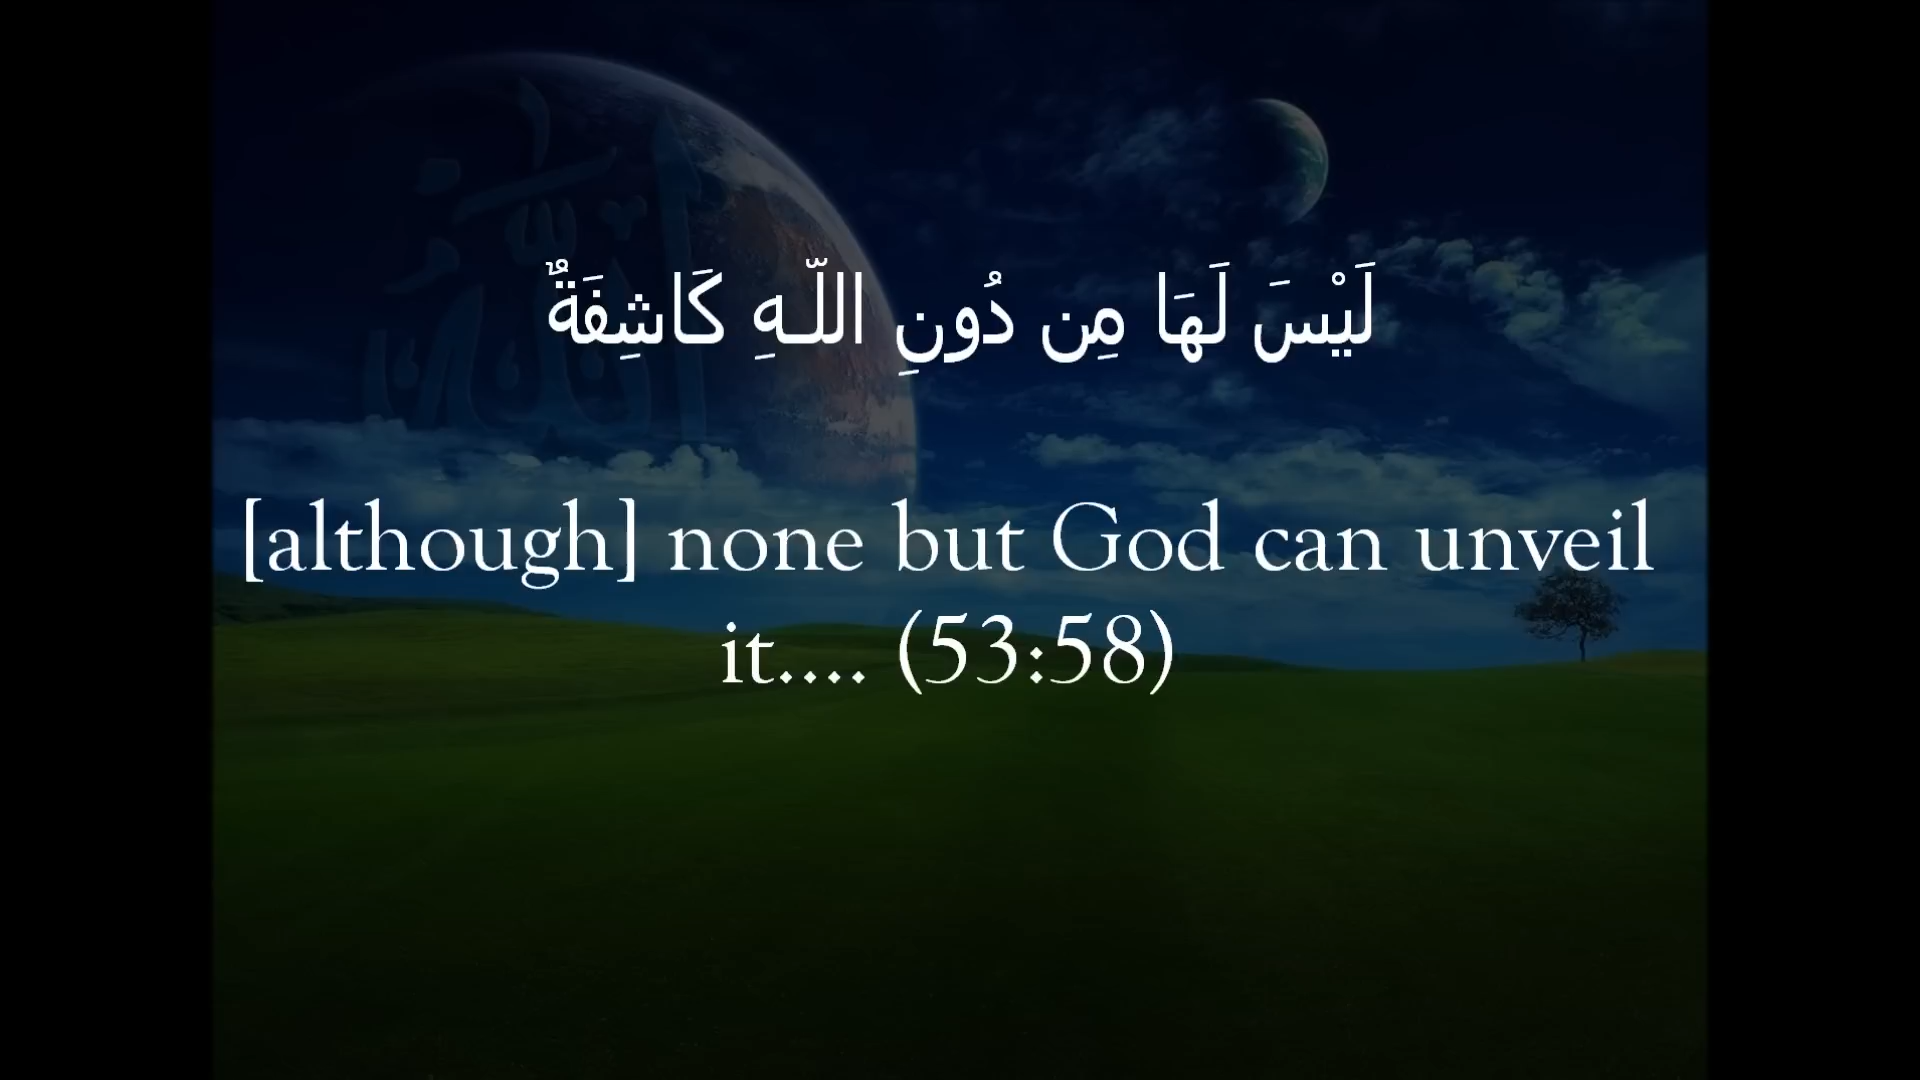 لَيْسَ لَهَا مِن دُونِ اللَّـهِ كَاشِفَةٌ
[although] none but God can unveil
it.... (53:58)